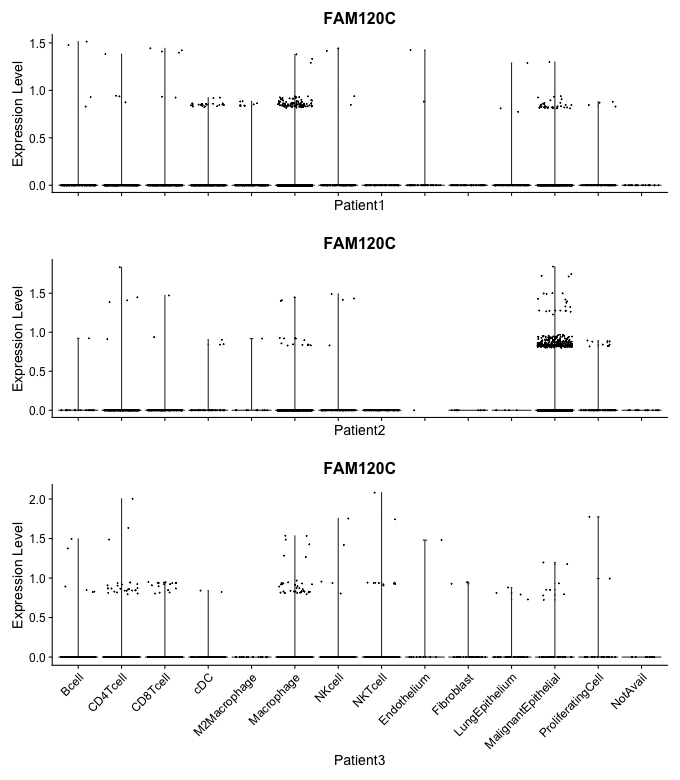 FAM120C
Expression Level
1.5
1.0
0.5
0.0
Patient1
FAM120C
Expression Level
1.5
1.0
0.5
0.0
Patient2
FAM120C
Expression Level
2.0
1.5
1.0
0.5
0.0
Bcell
CD4Tcell
CD8Tcell
cDC
M2Macrophage
Macrophage
NKcell
NKTcell
Endothelium
Fibroblast
LungEpithelium
MalignantEpithelial
ProliferatingCell
NotAvail
Patient3